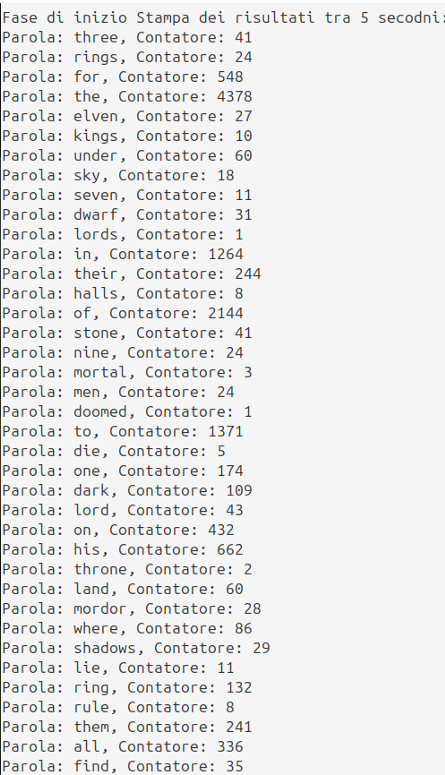 Fase di inizio Stampa dei risultati tra 5 secodni:
Parola: three, Contatore: 41
Parola: rings, Contatore: 24
Parola: for, Contatore: 548
Parola: the, Contatore: 4378
Parola: elven, Contatore: 27
Parola: kings, Contatore: 10
Parola: under, Contatore: 60
Parola: sky, Contatore: 18
Parola: seven, Contatore: 11
Parola: dwarf, Contatore: 31
Parola: lords, Contatore: 1
Parola: in, Contatore: 1264
Parola: their, Contatore: 244
Parola: halls, Contatore: 8
Parola: of, Contatore: 2144
Parola: stone, Contatore: 41
Parola: nine, Contatore: 24
Parola: mortal, Contatore: 3
Parola: men, Contatore: 24
Parola: doomed, Contatore: 1
Parola: to, Contatore: 1371
Parola: die, Contatore: 5
Parola: one, Contatore: 174
Parola: dark, Contatore: 109
Parola: lord, Contatore: 43
Parola: on, Contatore: 432
Parola: his, Contatore: 662
Parola: throne, Contatore: 2
Parola: land, Contatore: 60
Parola: mordor, Contatore: 28
Parola: where, Contatore: 86
Parola: shadows, Contatore: 29
Parola: lie, Contatore: 11
Parola: ring, Contatore: 132
Parola: rule, Contatore: 8
Parola: them, Contatore: 241
Parola: all, Contatore: 336
Parola: find, Contatore: 35